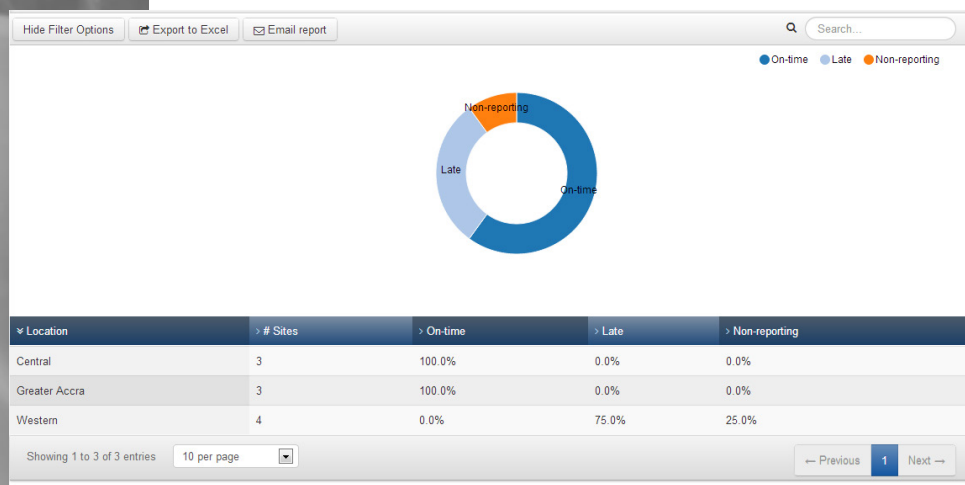 Hide Filter Options Export to Excel Email report Search...
On-time Late Non-reporting
Non-reporting
Late
On-time
Location # Sites On-time Late Non-reporting
Central 3 100.0% 0.0% 0.0%
Greater Accra 3 100.0% 0.0% 0.0%
Western 4 0.0% 75.0% 25.0%
Showing 1 to 3 of 3 entries 10 per page ← Previous 1 Next →